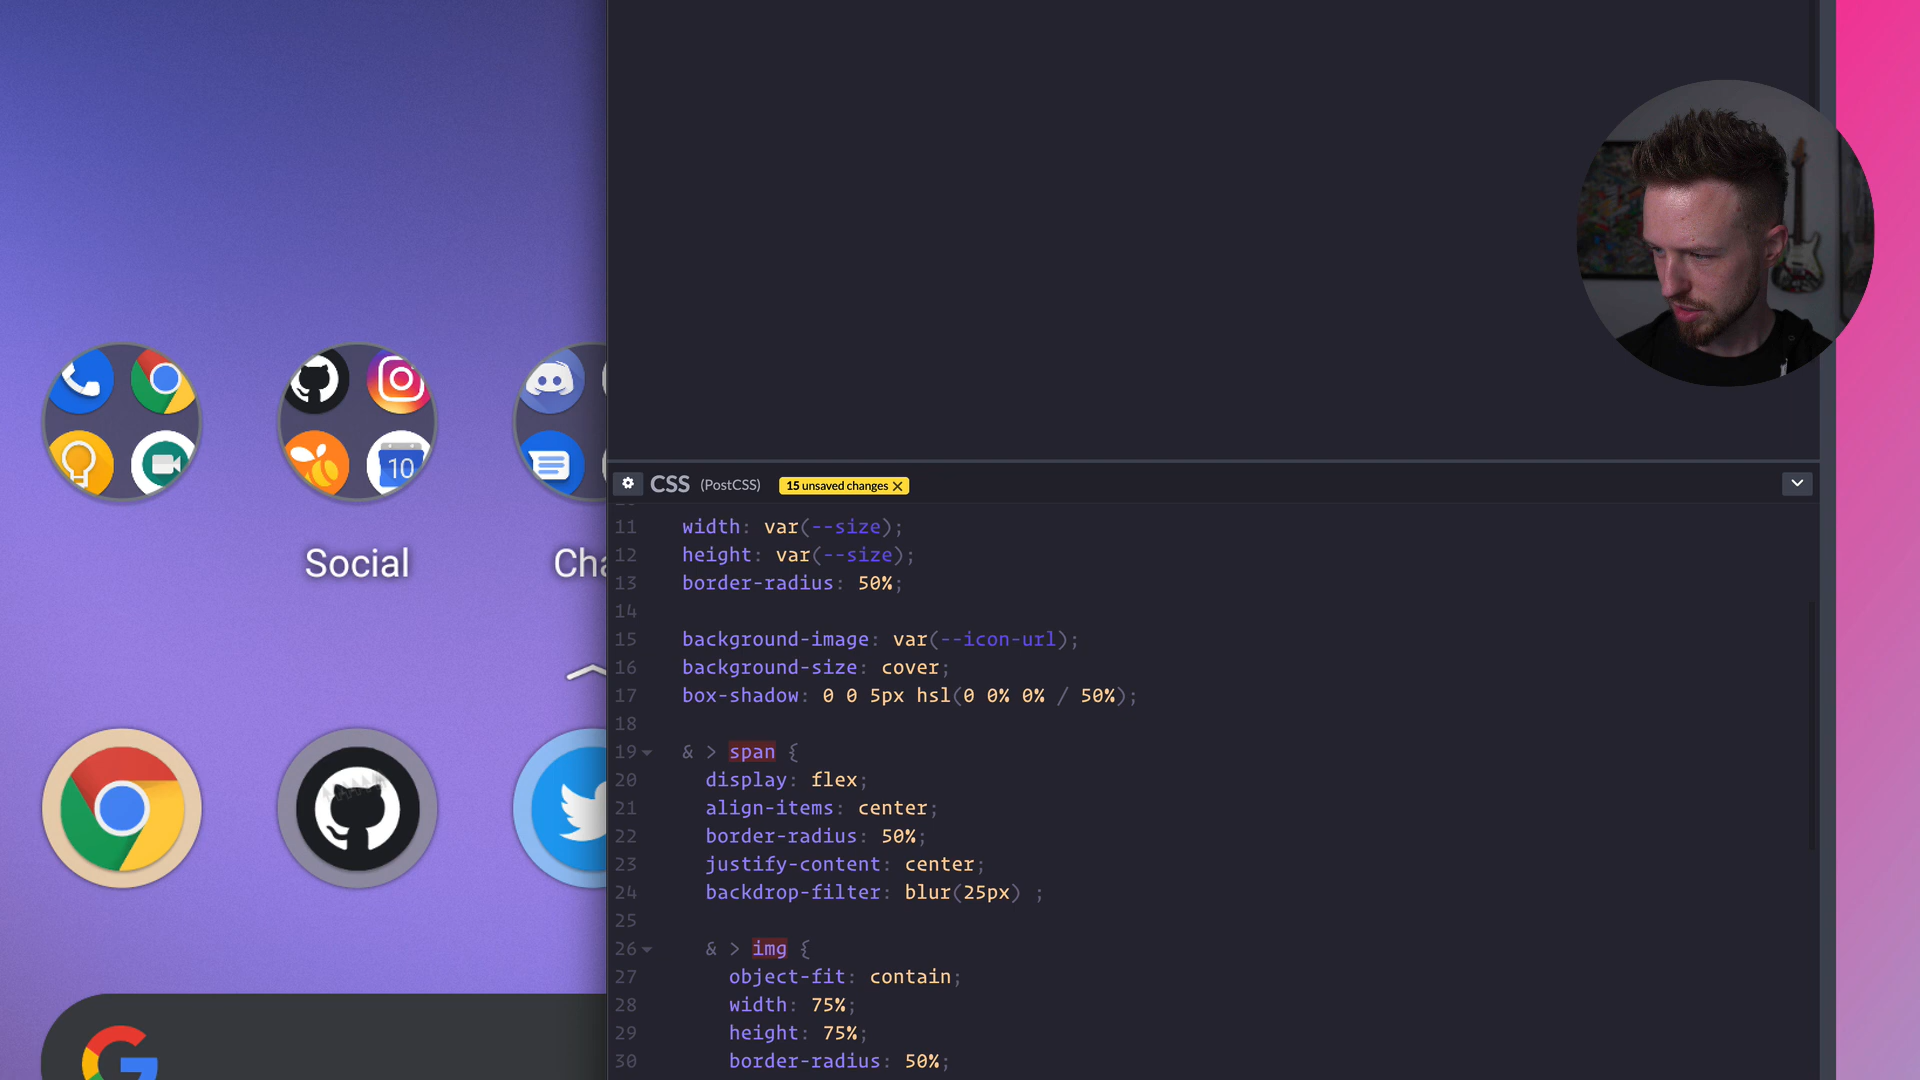 10
Social
Cha
CSS (PostCSS) 15 unsaved changes
11 width: var(--size);
12 height: var(--size);
13 border-radius: 50%;
14
15 background-image: var(--icon-url);
16 background-size: cover;
17 box-shadow: 0 0 5px hsl(0 0% 0% / 50%);
18
19 & > span {
20 display: flex;
21 align-items: center;
22 border-radius: 50%;
23 justify-content: center;
24 backdrop-filter: blur(25px) ;
25
26 & > img {
27 object-fit: contain;
28 width: 75%;
29 height: 75%;
30 border-radius: 50%;
G